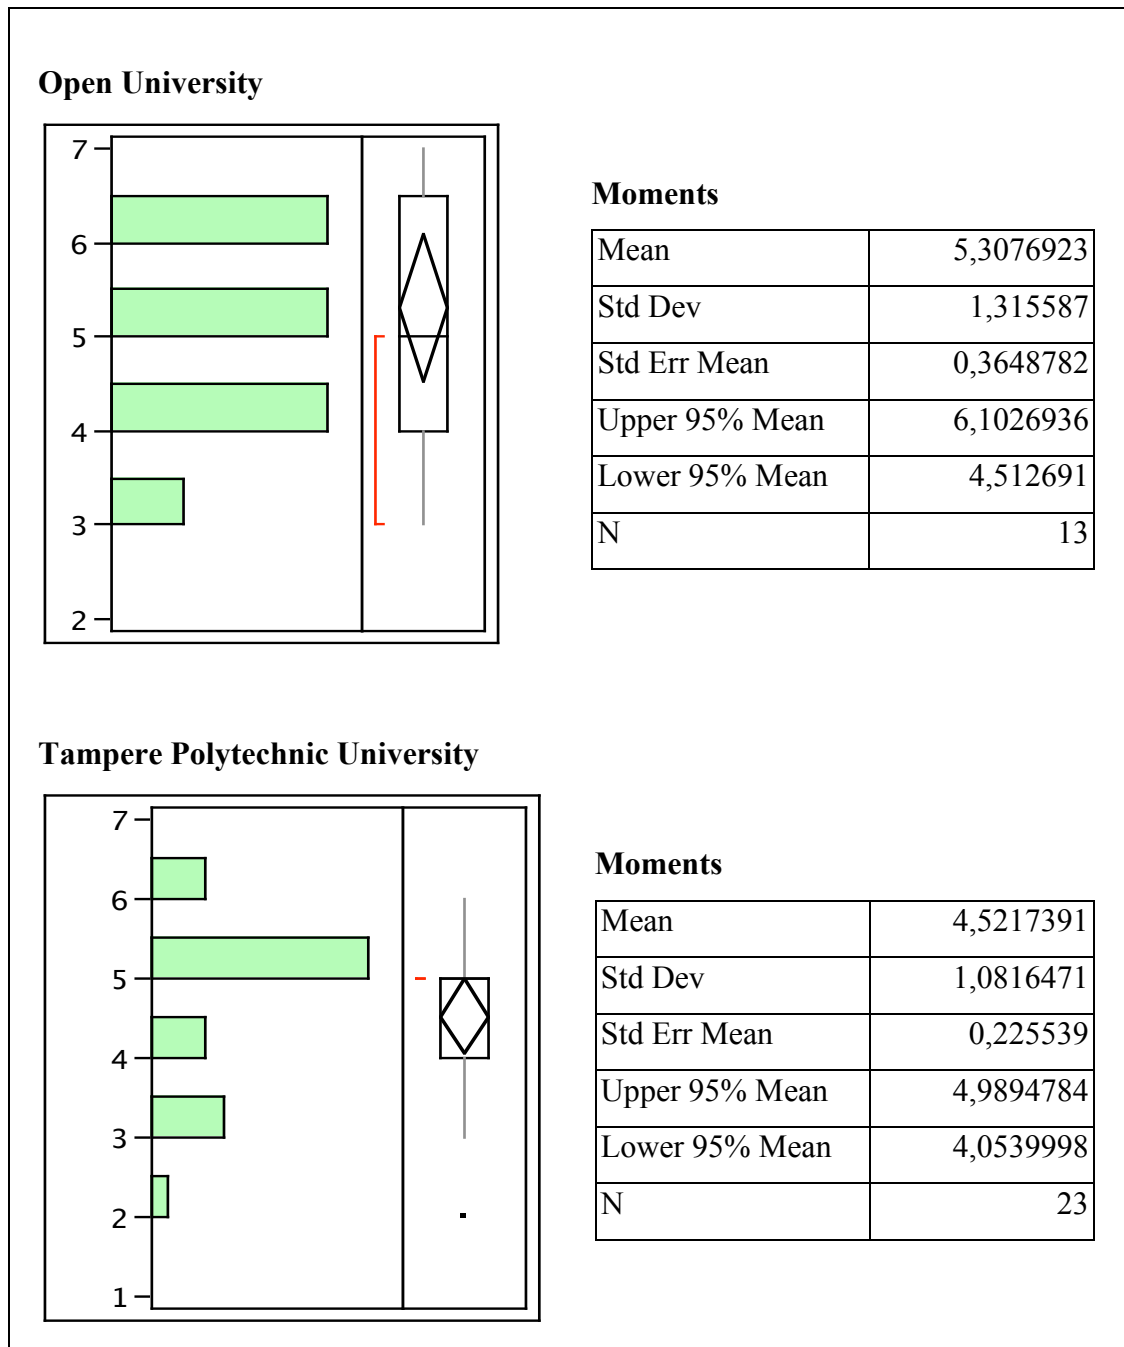 Open University
7
6
5
4
3
2
Moments
Mean 5,3076923
Std Dev 1,315587
Std Err Mean 0,3648782
Upper 95% Mean 6,1026936
Lower 95% Mean 4,512691
N 13
Tampere Polytechnic University
7
6
5
4
3
2
1
Moments
Mean 4,5217391
Std Dev 1,0816471
Std Err Mean 0,225539
Upper 95% Mean 4,9894784
Lower 95% Mean 4,0539998
N 23